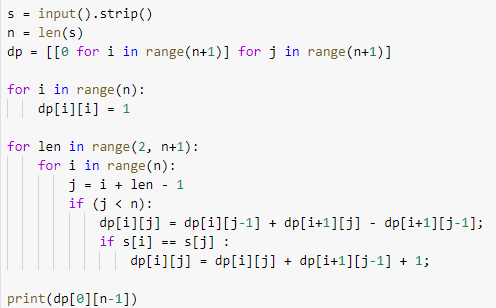 s = input().strip()
n = len(s)
dp = [[0 for i in range(n+1)] for j in range(n+1)]

for i in range(n):
    dp[i][i] = 1

for len in range(2, n+1):
    for i in range(n):
        j = i + len - 1
        if (j < n):
            dp[i][j] = dp[i][j-1] + dp[i+1][j] - dp[i+1][j-1];
            if s[i] == s[j] :
                dp[i][j] = dp[i][j] + dp[i+1][j-1] + 1;

print(dp[0][n-1])